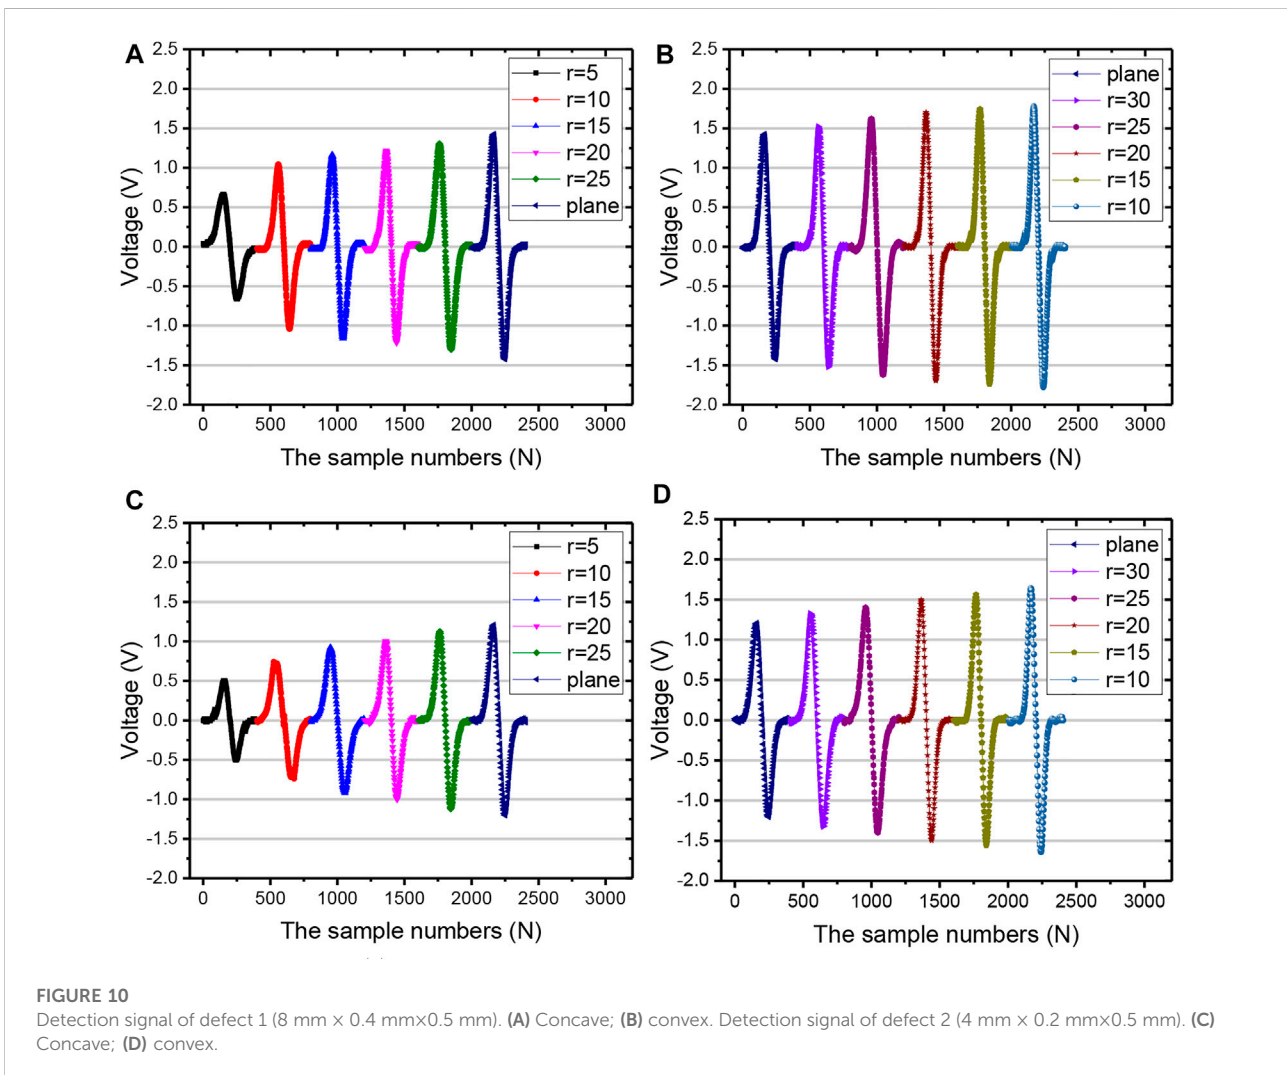 A
2.5
2.0
1.5
1.0
0.5
0.0
-0.5
-1.0
-1.5
-2.0
Voltage (V)
0 500 1000 1500 2000 2500 3000
The sample numbers (N)
r=5
r=10
r=15
r=20
r=25
plane
B
2.5
2.0
1.5
1.0
0.5
0.0
-0.5
-1.0
-1.5
-2.0
Voltage (V)
0 500 1000 1500 2000 2500 3000
The sample numbers (N)
plane
r=30
r=25
r=20
r=15
r=10
C
2.5
2.0
1.5
1.0
0.5
0.0
-0.5
-1.0
-1.5
-2.0
Voltage (V)
0 500 1000 1500 2000 2500 3000
The sample numbers (N)
r=5
r=10
r=15
r=20
r=25
plane
D
2.5
2.0
1.5
1.0
0.5
0.0
-0.5
-1.0
-1.5
-2.0
Voltage (V)
0 500 1000 1500 2000 2500 3000
The sample numbers (N)
plane
r=30
r=25
r=20
r=15
r=10
FIGURE 10
Detection signal of defect 1 (8 mm × 0.4 mm×0.5 mm). (A) Concave; (B) convex. Detection signal of defect 2 (4 mm × 0.2 mm×0.5 mm). (C)
Concave; (D) convex.